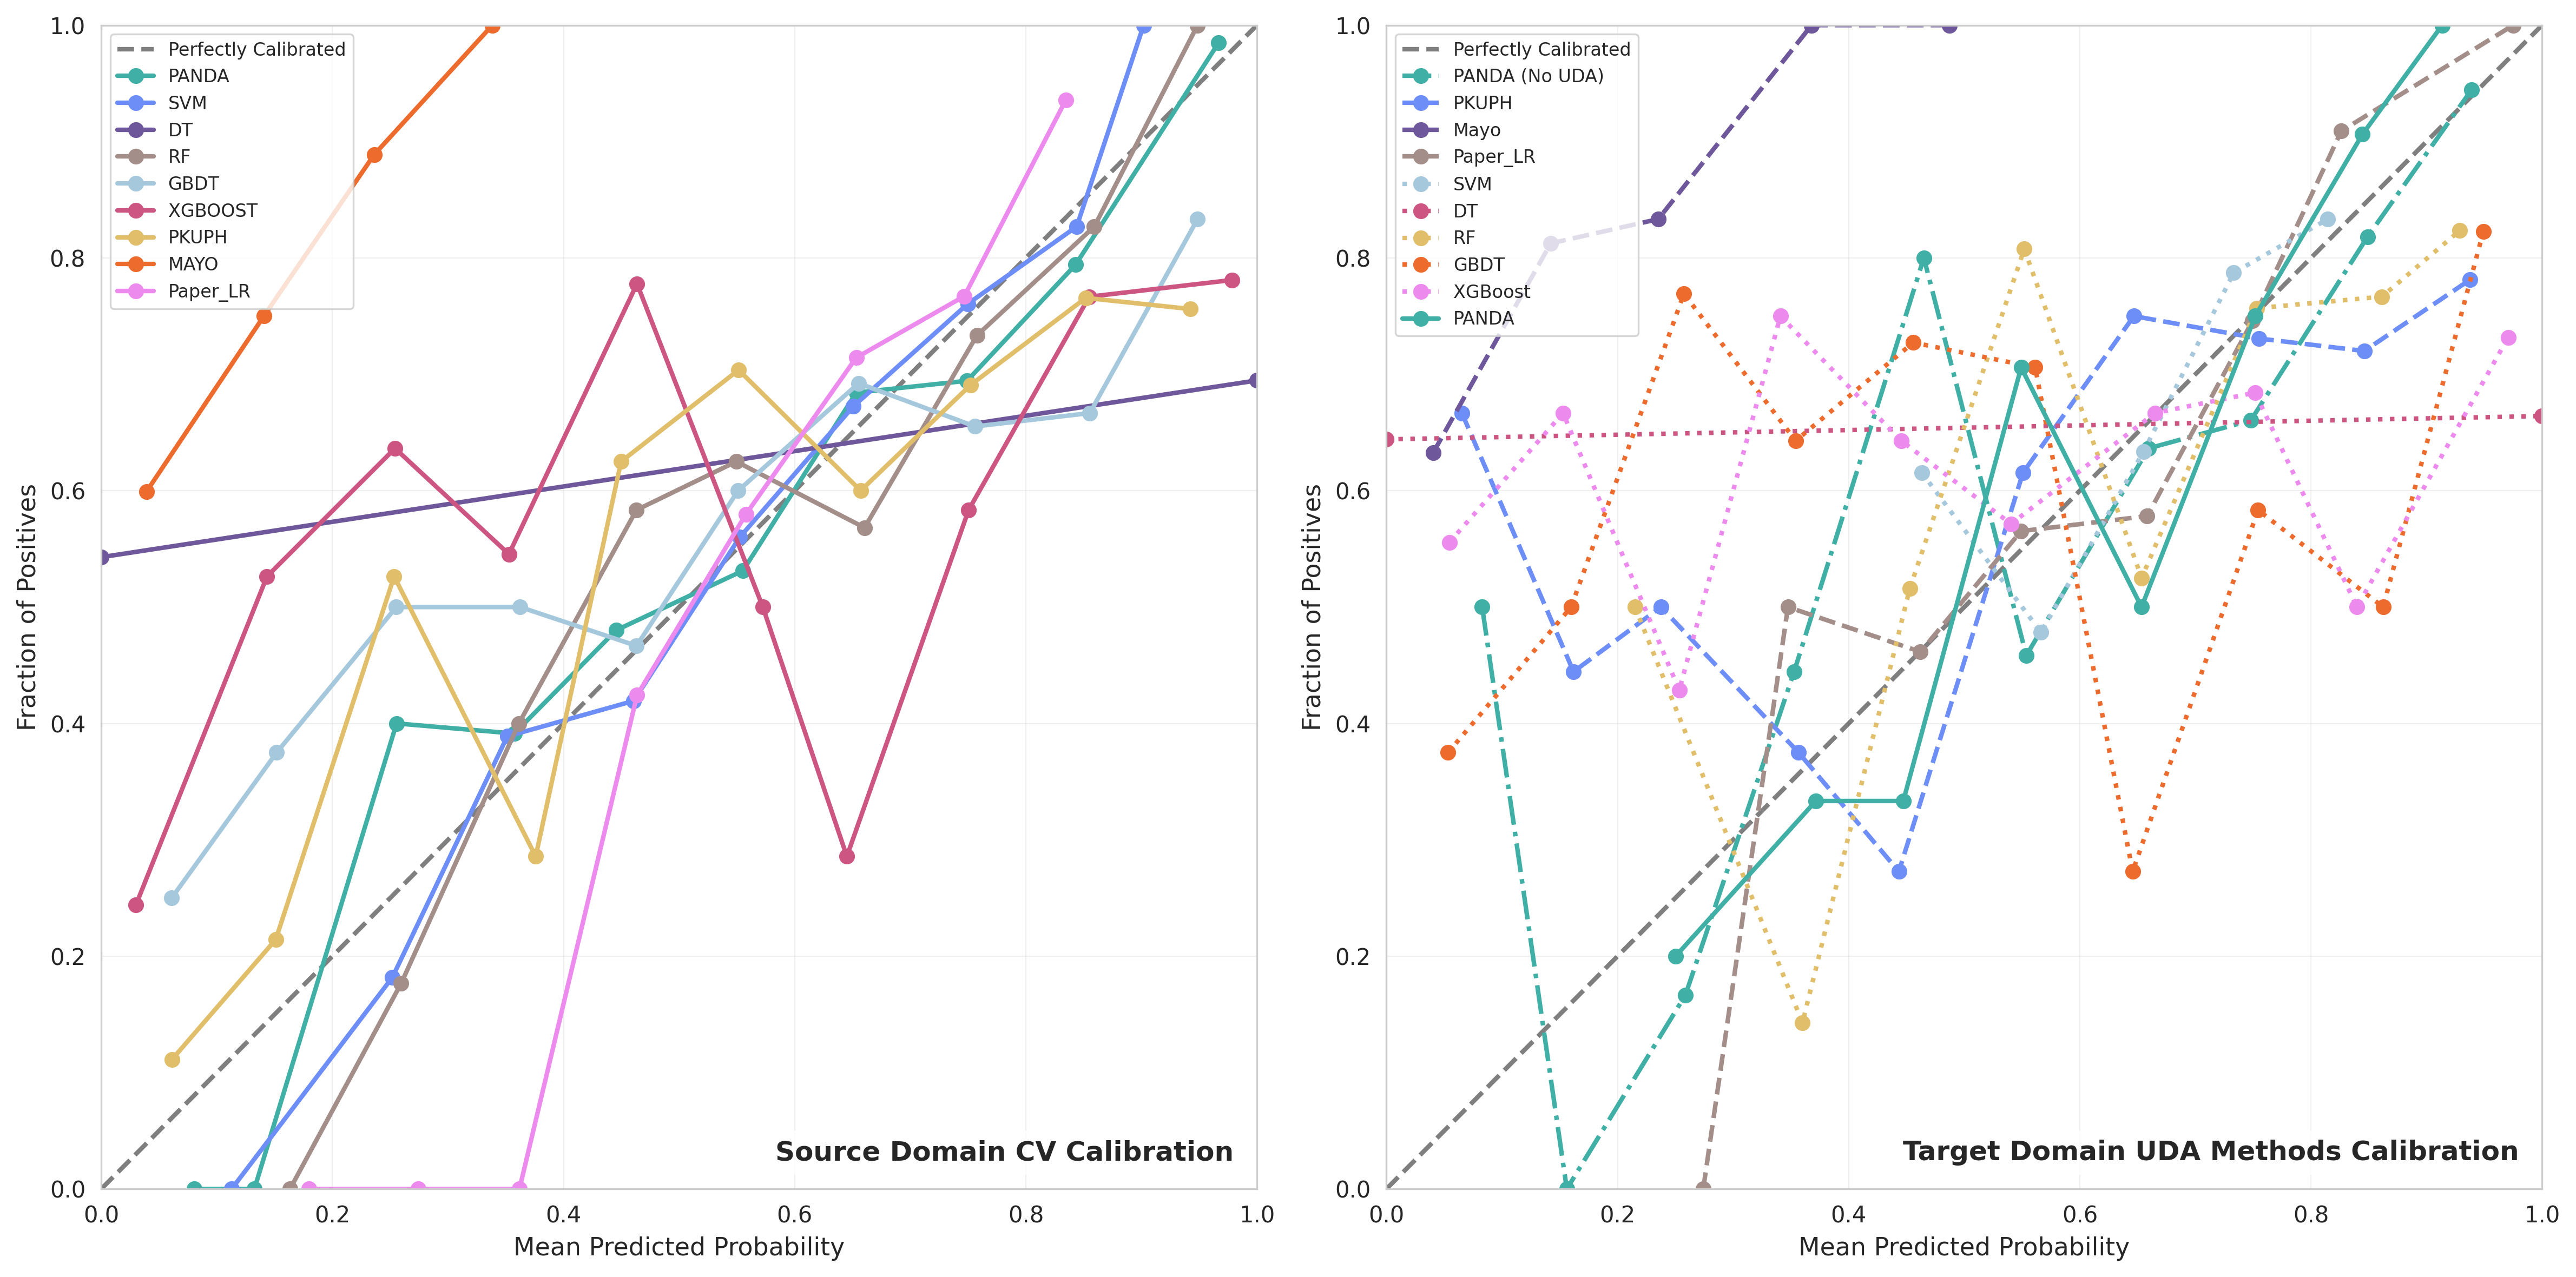 1.0
0.8
0.6
0.4
0.2
0.0
Fraction of Positives
Perfectly Calibrated
PANDA
SVM
DT
RF
GBDT
XGBOOST
PKUPH
MAYO
Paper_LR
Source Domain CV Calibration
0.0 0.2 0.4 0.6 0.8 1.0
Mean Predicted Probability
1.0
0.8
0.6
0.4
0.2
0.0
Fraction of Positives
Perfectly Calibrated
PANDA (No UDA)
PKUPH
Mayo
Paper_LR
SVM
DT
RF
GBDT
XGBoost
PANDA
Target Domain UDA Methods Calibration
0.0 0.2 0.4 0.6 0.8 1.0
Mean Predicted Probability